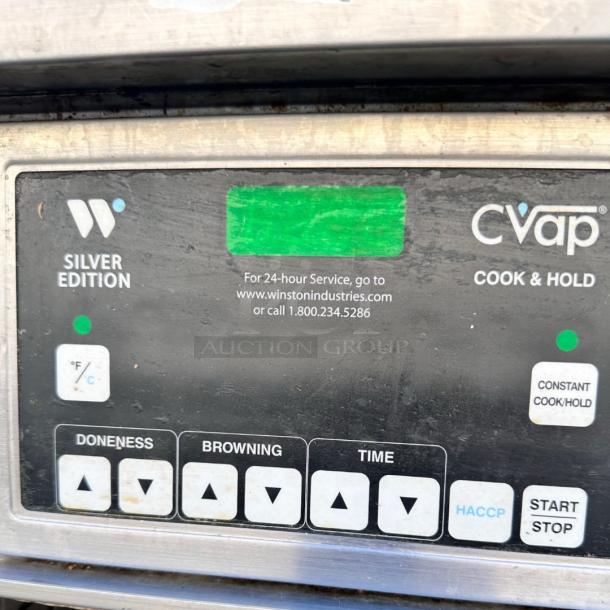 W
SILVER
EDITION
CVap®
COOK & HOLD
For 24-hour Service, go to
www.winstonindustries.com
or call 1.800.234.5286
AUCTION GROUP
°F/°C
CONSTANT
COOK/HOLD
DONENESS
BROWNING
TIME
HACCP
START
STOP